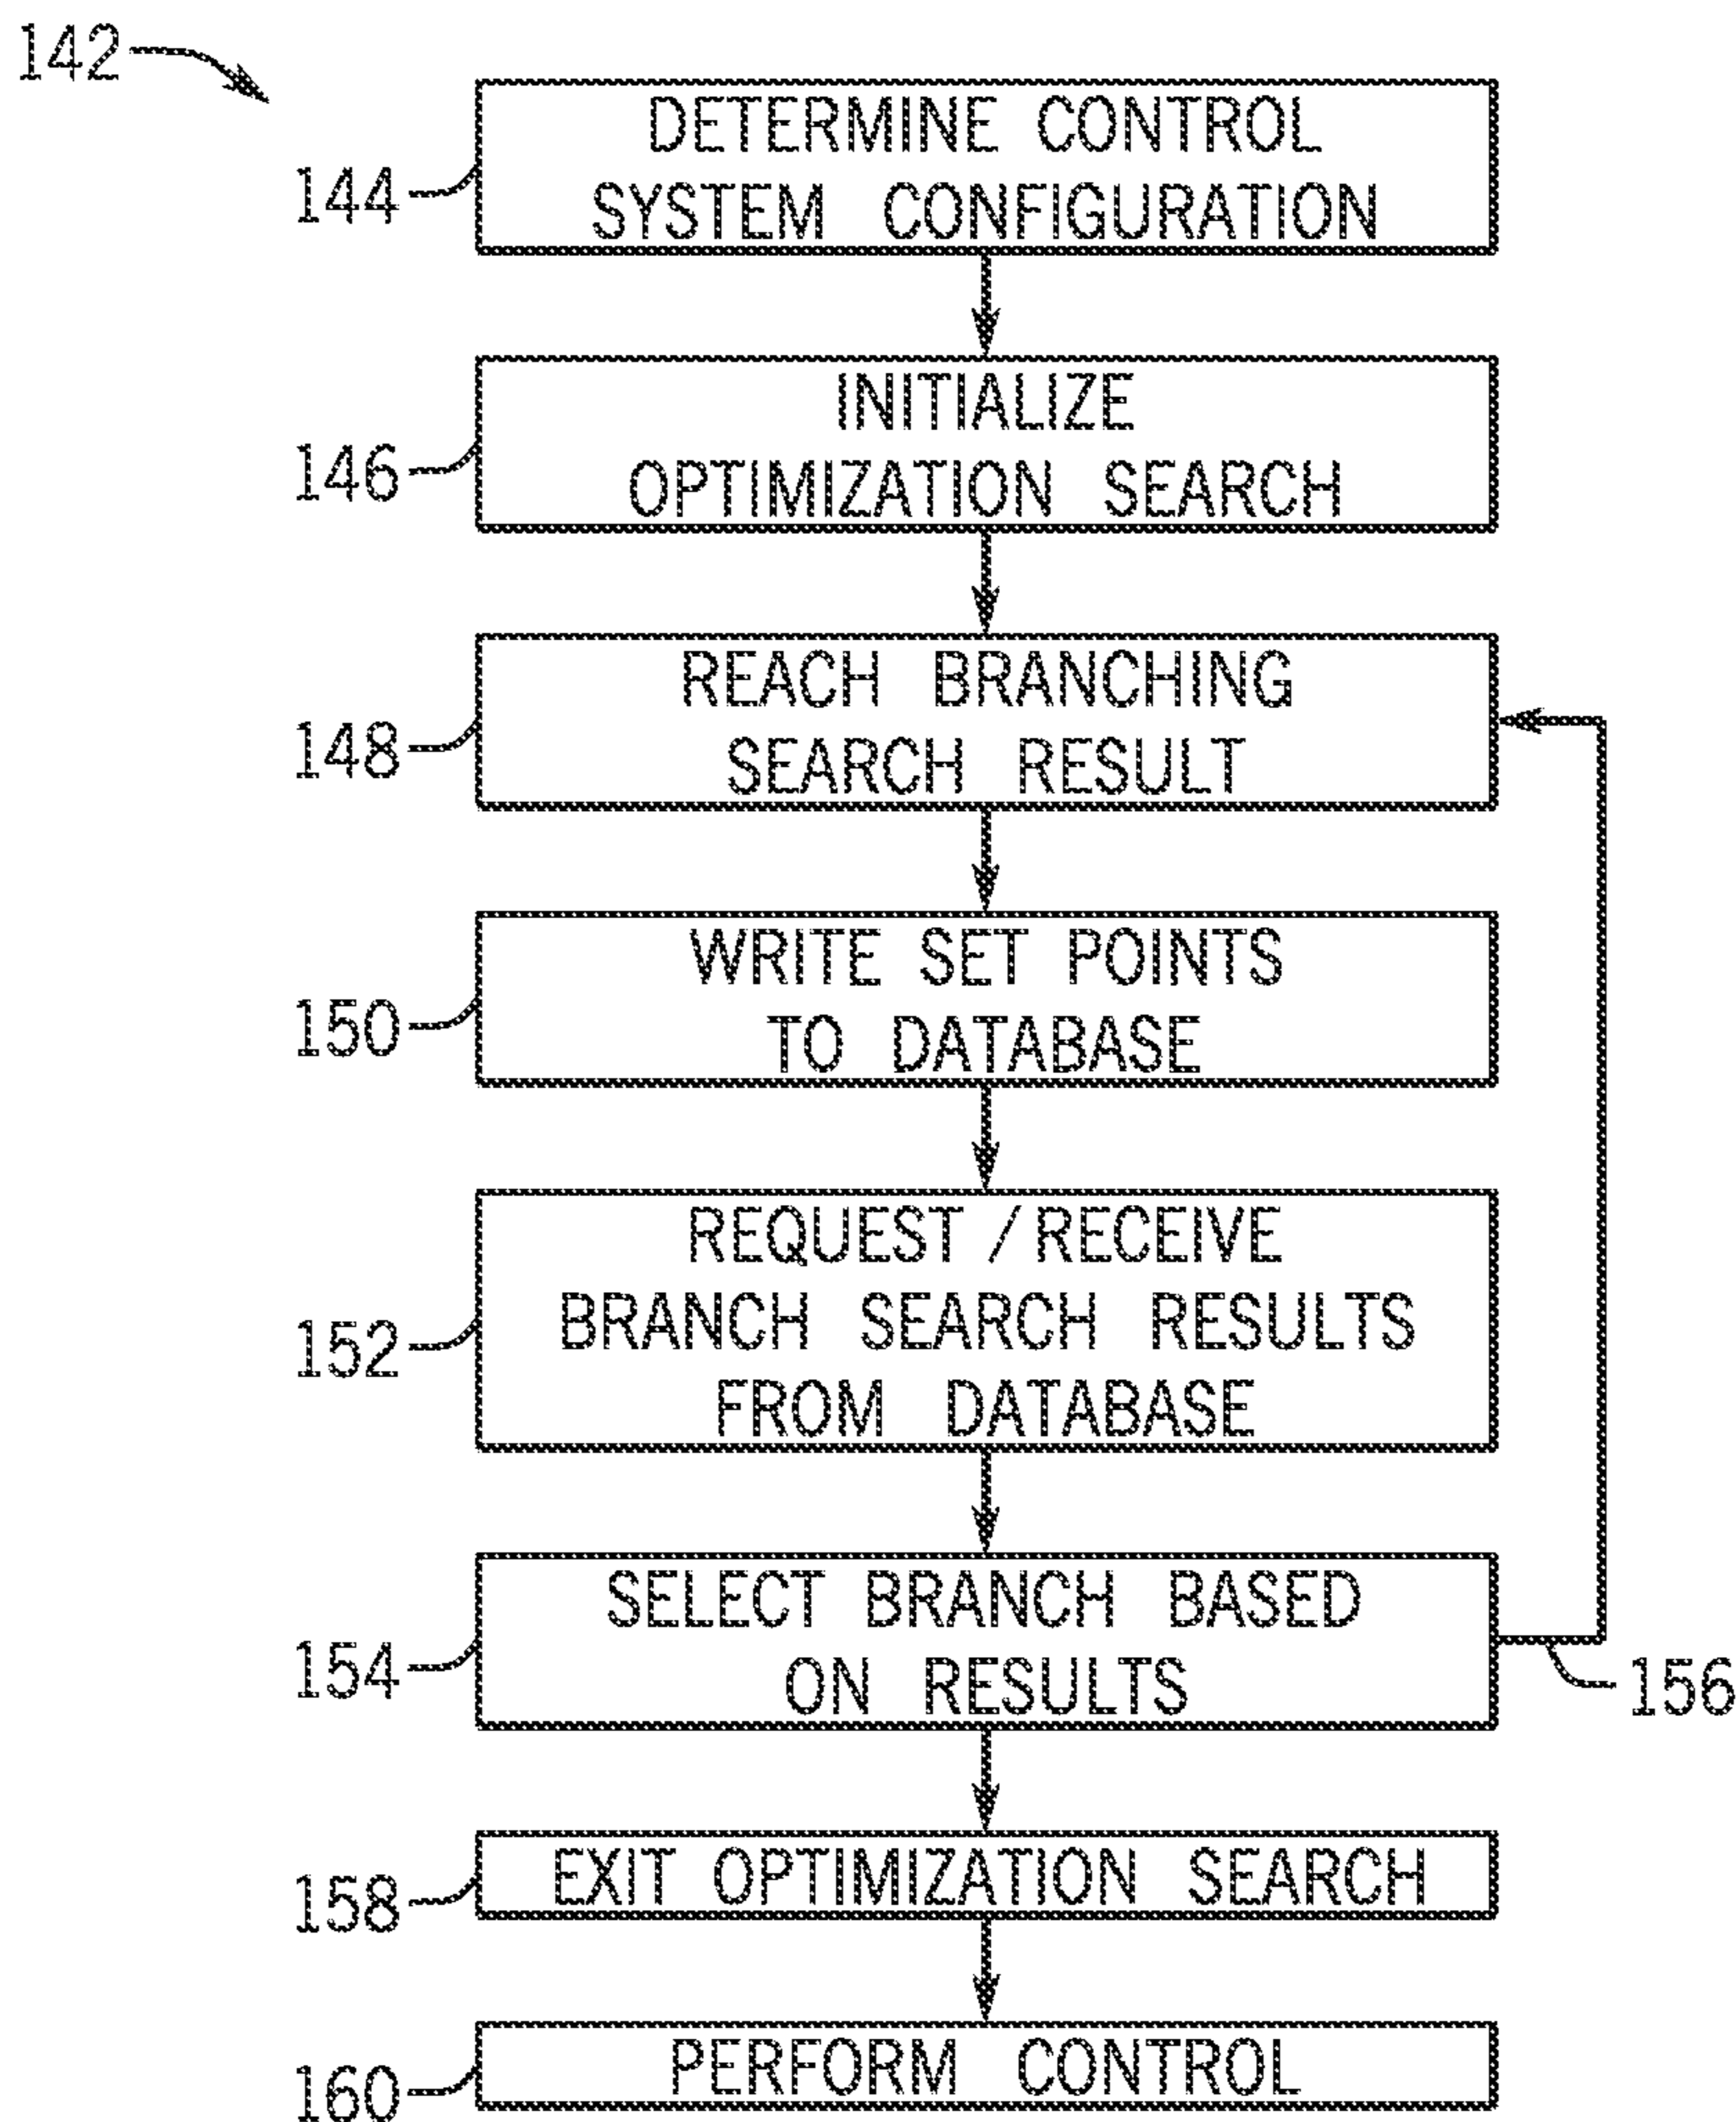 142
DETERMINE CONTROL
SYSTEM CONFIGURATION
144
INITIALIZE
OPTIMIZATION SEARCH
146
REACH BRANCHING
SEARCH RESULT
148
WRITE SET POINTS
TO DATABASE
150
REQUEST / RECEIVE
BRANCH SEARCH RESULTS
FROM DATABASE
152
SELECT BRANCH BASED
ON RESULTS
154
156
EXIT OPTIMIZATION SEARCH
158
PERFORM CONTROL
160